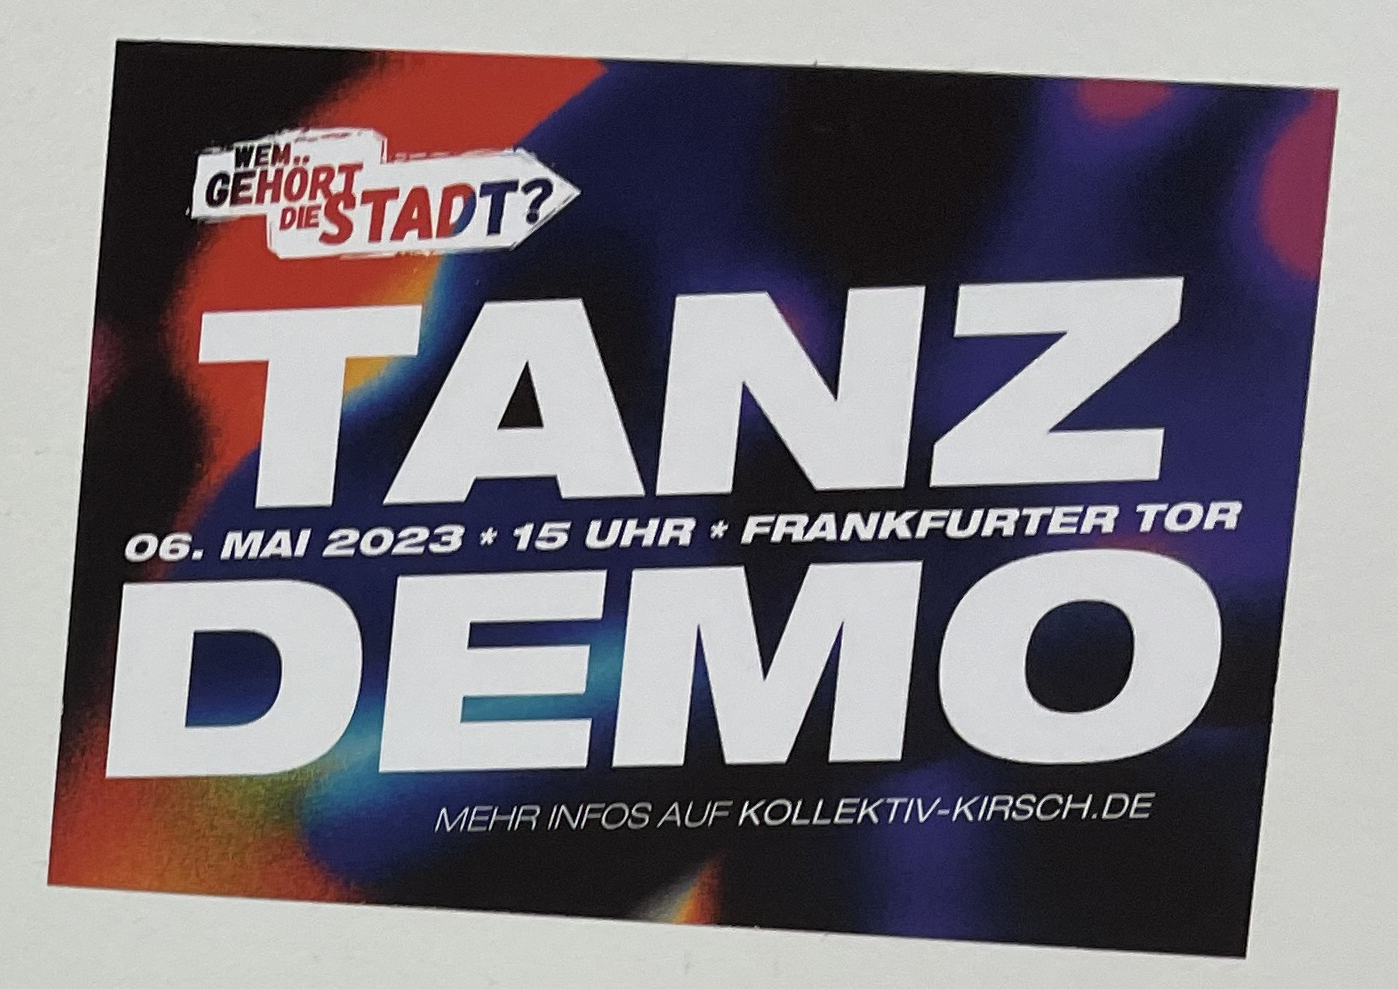 WEM
GEHÖRT
DIE STADT?
TANZ
06. MAI 2023 * 15 UHR * FRANKFURTER TOR
DEMO
MEHR INFOS AUF KOLLEKTIV-KIRSCH.DE